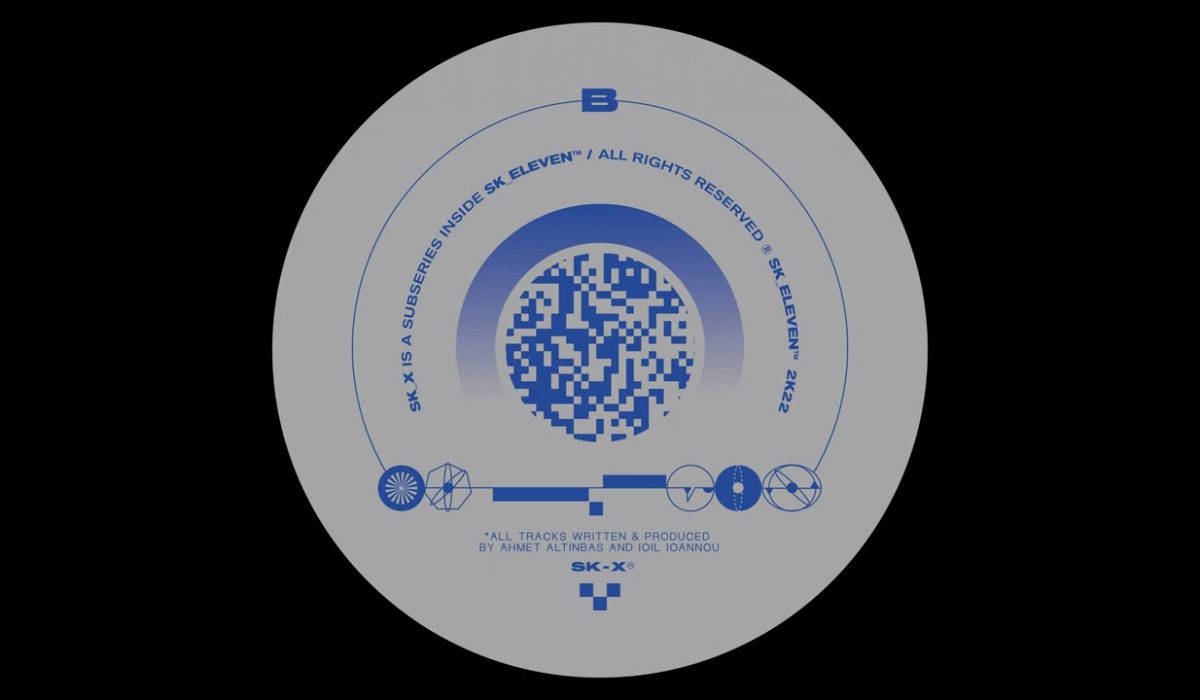 B
SK_X IS A SUBSERIES INSIDE SK_ELEVEN™ / ALL RIGHTS RESERVED ® SK_ELEVEN™ 2K22
*ALL TRACKS WRITTEN & PRODUCED
BY AHMET ALTINBAS AND IOIL IOANNOU
SK-X®